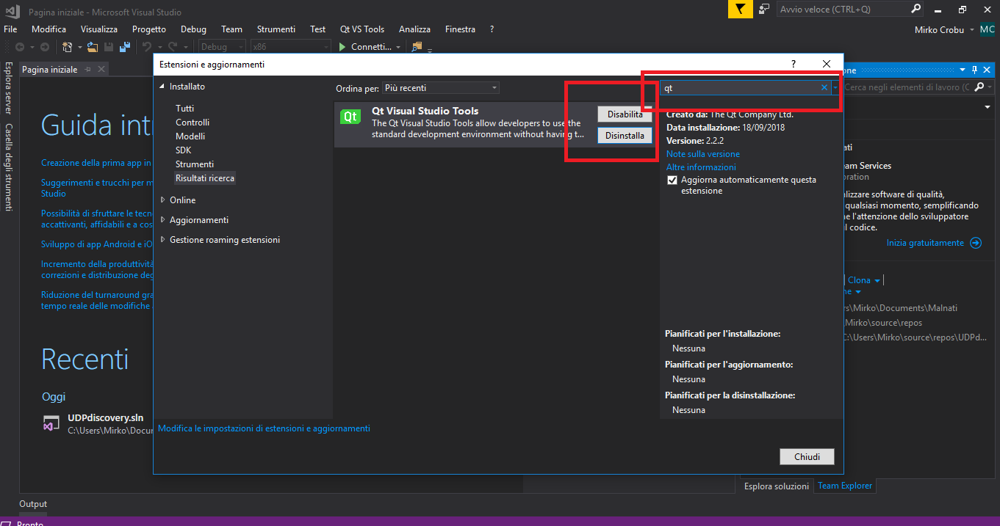 Pagina iniziale - Microsoft Visual Studio
Avvio veloce (CTRL+Q)
File Modifica Visualizza Progetto Debug Team Strumenti Test Qt VS Tools Analizza Finestra ?
Mirko Crobu MC
Debug x86 Connetti...
Esplora server
Casella degli strumenti
Pagina iniziale
Guida int
Creazione della prima app in
Suggerimenti e trucchi per m
Studio
Possibilità di sfruttare le tecn
accattivanti, affidabili e a cos
Sviluppo di app Android e iO
Incremento della produttività
correzioni e distribuzione deg
Riduzione del turnaround gra
tempo reale delle modifiche
Recenti
Oggi
UDPdiscovery.sln
C:\Users\Mirko\Docur
Estensioni e aggiornamenti
?
Installato
Tutti
Controlli
Modelli
SDK
Strumenti
Risultati ricerca
Online
Aggiornamenti
Gestione roaming estensioni
Ordina per: Più recenti
Qt
Qt Visual Studio Tools
The Qt Visual Studio Tools allow developers to use the
standard development environment without having t...
Disabilita
Disinstalla
qt
Creato da: The Qt Company Ltd.
Data installazione: 18/09/2018
Versione: 2.2.2
Note sulla versione
Altre informazioni
Aggiorna automaticamente questa
estensione
Pianificati per l'installazione:
Nessuna
Pianificati per l'aggiornamento:
Nessuna
Pianificati per la disinstallazione:
Nessuna
Modifica le impostazioni di estensioni e aggiornamenti
Chiudi
one
Cerca negli elementi di lavoro (C
ati
am Services
oration
lizzare software di qualità,
qualsiasi momento, semplificando
e l'attenzione dello sviluppatore
l codice.
Inizia gratuitamente
Clona
ne
rs\Mirko\Documents\Malnati
Mirko\source\repos
C:\Users\Mirko\source\repos\UDPd...
Esplora soluzioni Team Explorer
Output
Pronto